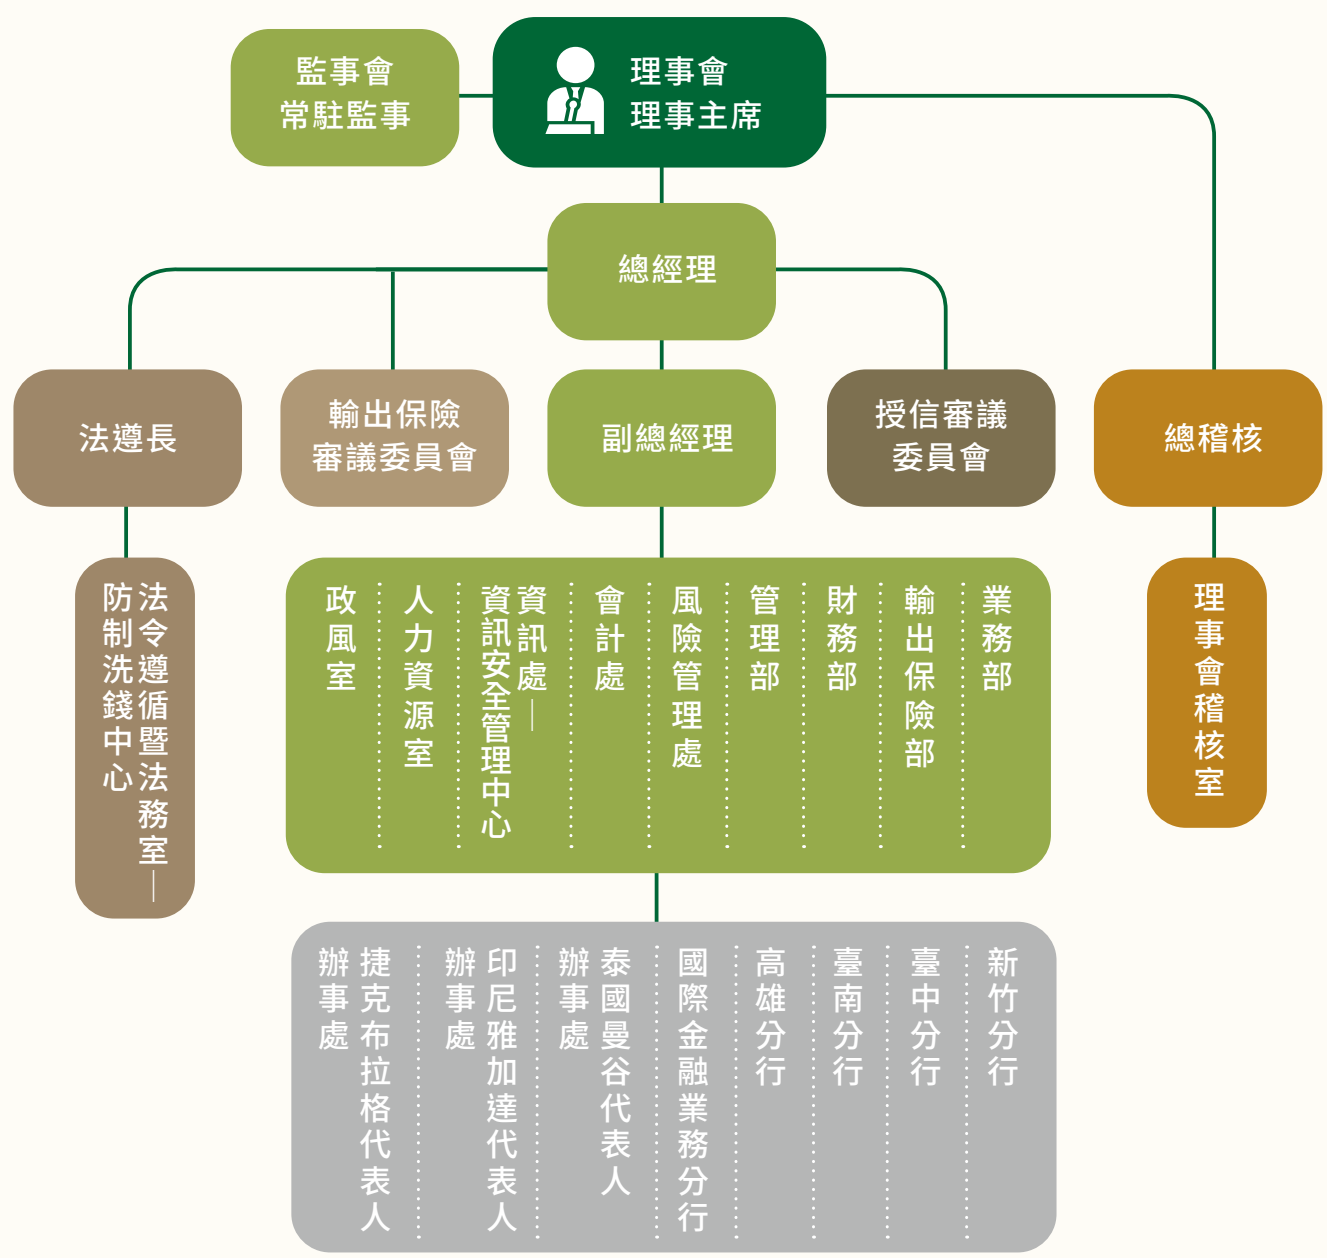 監事會
常駐監事
理事會
理事主席
總經理
法遵長
輸出保險
審議委員會
副總經理
授信審議
委員會
總稽核
法令遵循暨法務室—
防制洗錢中心
業務部
輸出保險部
財務部
管理部
風險管理處
會計處
資訊處—
資訊安全管理中心
人力資源室
政風室
理事會稽核室
新竹分行
臺中分行
臺南分行
高雄分行
國際金融業務分行
泰國曼谷代表人
辦事處
印尼雅加達代表人
辦事處
捷克布拉格代表人
辦事處